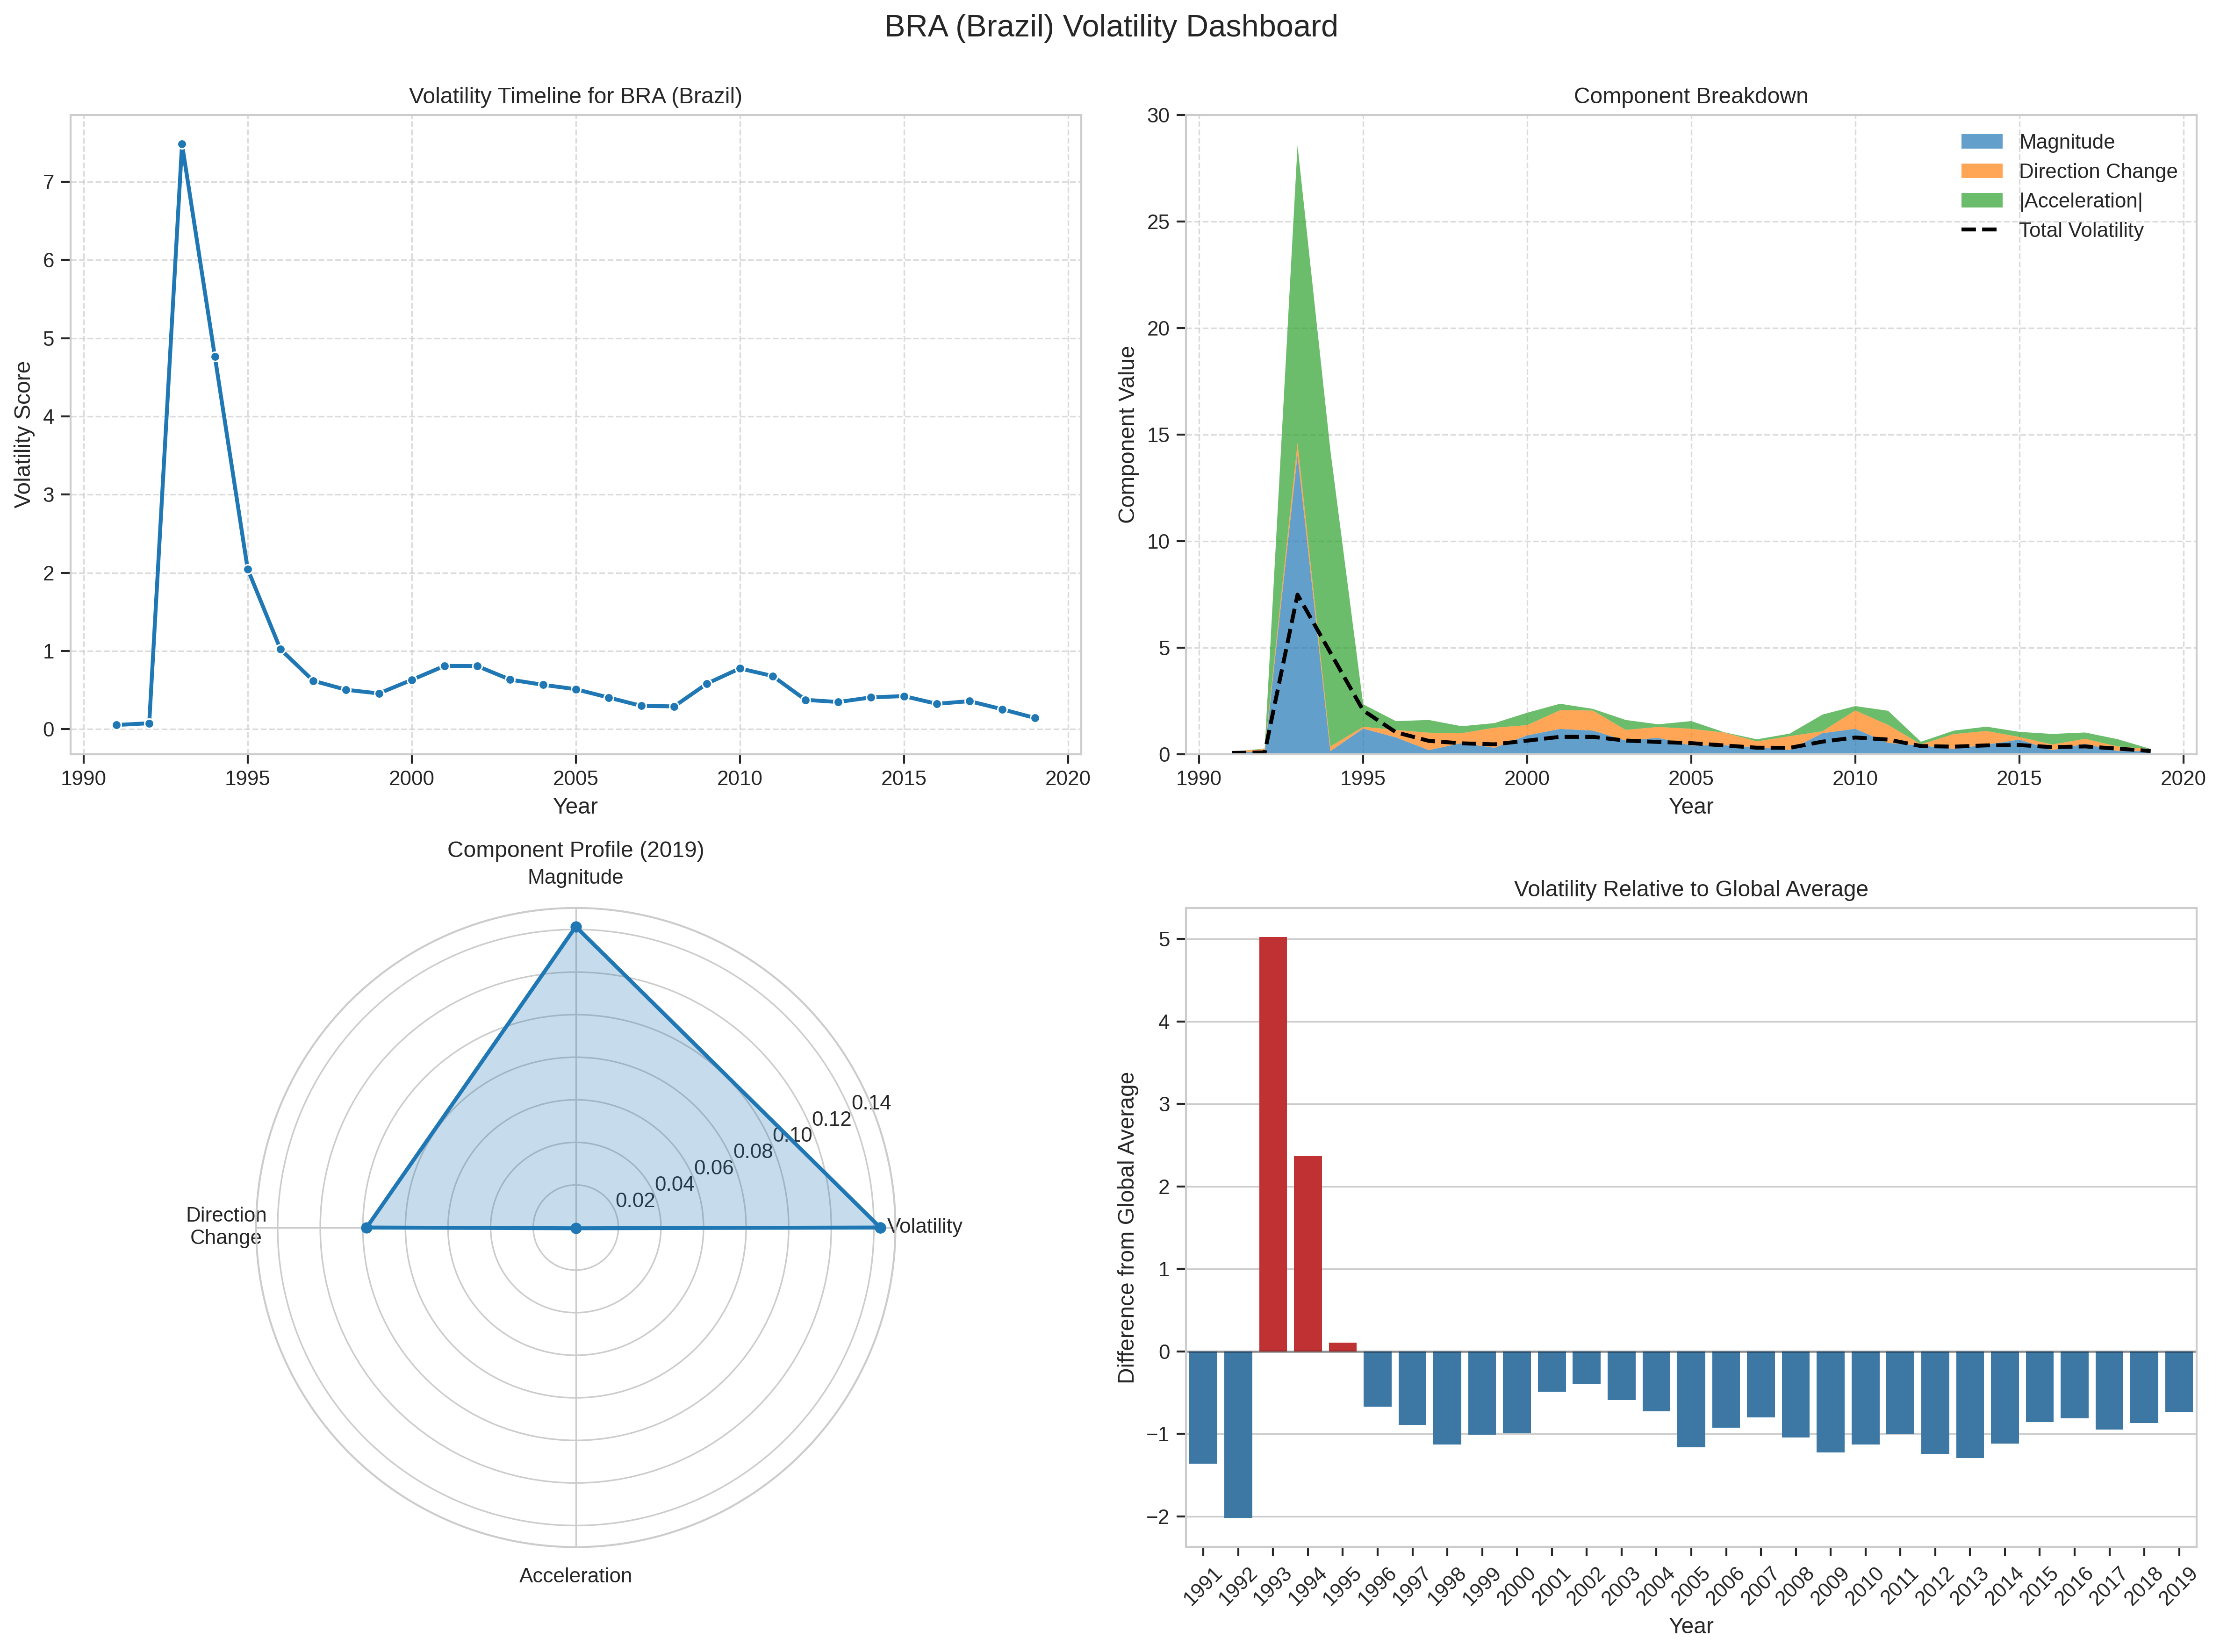 BRA (Brazil) Volatility Dashboard
Volatility Timeline for BRA (Brazil)
7
6
5
4
3
2
1
0
Volatility Score
1990 1995 2000 2005 2010 2015 2020
Year
Component Breakdown
30
25
20
15
10
5
0
Component Value
Magnitude
Direction Change
|Acceleration|
Total Volatility
1990 1995 2000 2005 2010 2015 2020
Year
Component Profile (2019)
Magnitude
0.14
0.12
0.10
0.08
0.06
0.04
0.02
Direction
Change
Volatility
Acceleration
Volatility Relative to Global Average
5
4
3
2
1
0
−1
−2
Difference from Global Average
1991 1992 1993 1994 1995 1996 1997 1998 1999 2000 2001 2002 2003 2004 2005 2006 2007 2008 2009 2010 2011 2012 2013 2014 2015 2016 2017 2018 2019
Year